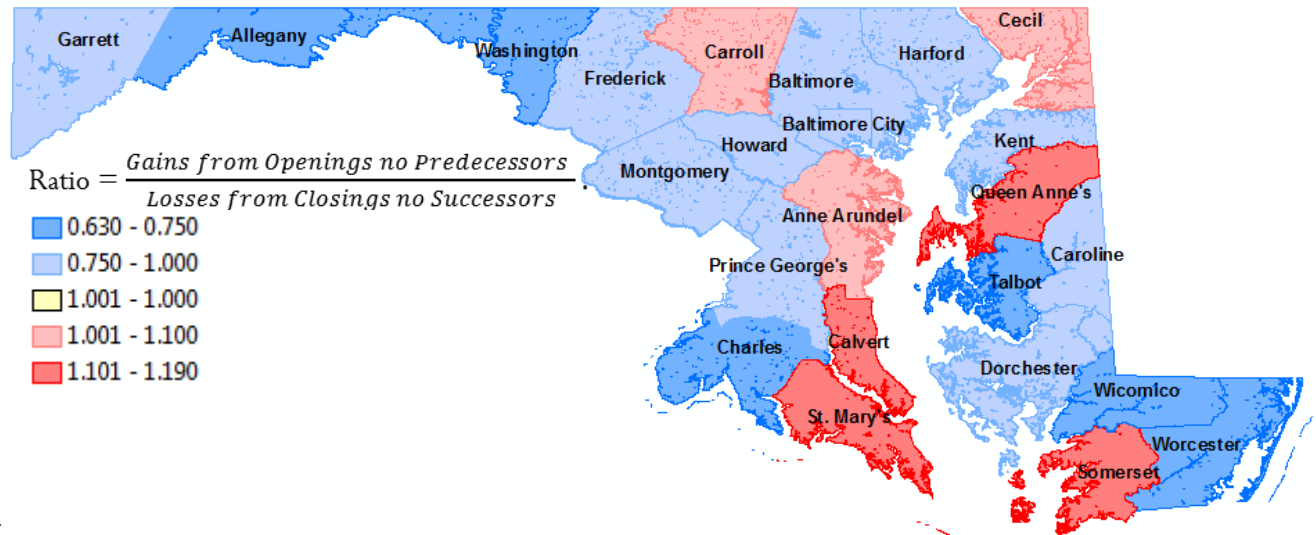 Garrett
Allegany
Washington
Frederick
Carroll
Baltimore
Harford
Cecil
Baltimore City
Howard
Montgomery
Kent
Queen Anne's
Anne Arundel
Prince George's
Caroline
Talbot
Charles
Calvert
Dorchester
St. Mary's
Wicomico
Worcester
Somerset
Ratio = Gains from Openings no Predecessors
Losses from Closings no Successors .
0.630 - 0.750
0.750 - 1.000
1.001 - 1.000
1.001 - 1.100
1.101 - 1.190